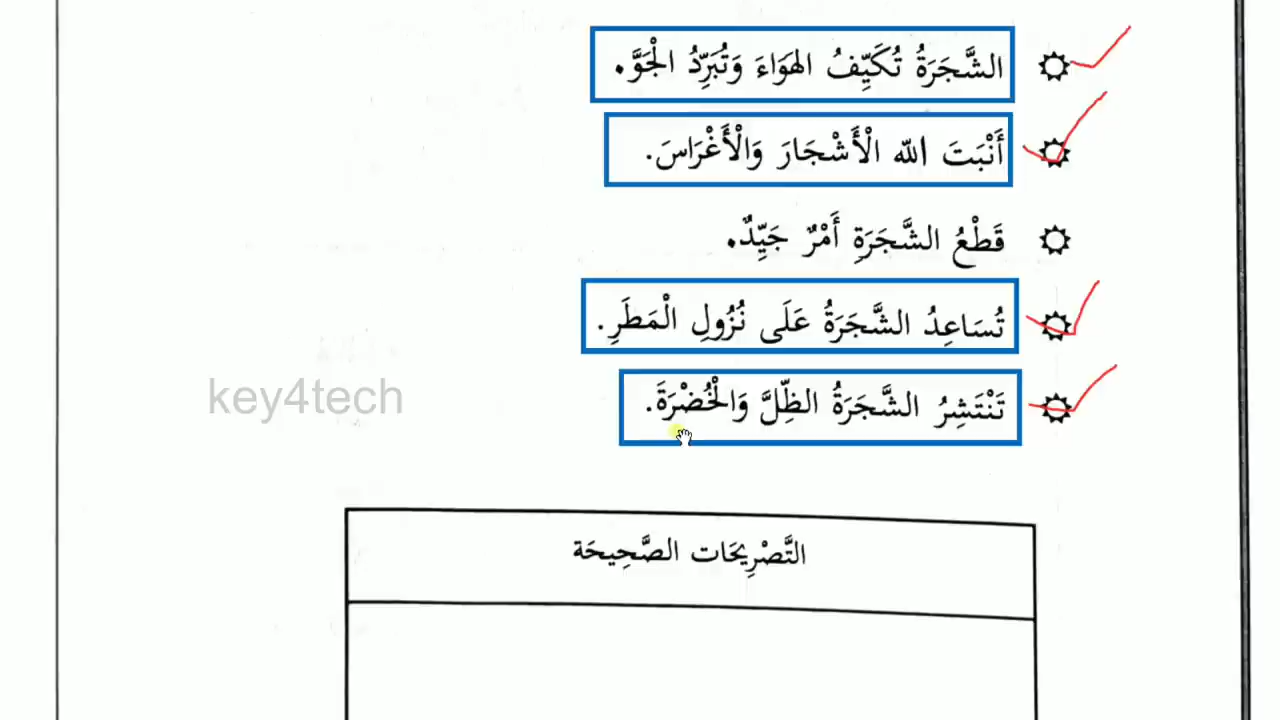 الشَّجَرَةُ تُكَيِّفُ الهَوَاءَ وَتُبَرِّدُ الْجَوَّ.
أَنْبَتَ اللّه الْأَشْجَارَ وَالْأَغْرَاسَ.
قَطْعُ الشَّجَرَةِ أَمْرٌ جَيِّدٌ.
تُسَاعِدُ الشَّجَرَةُ عَلَى نُزُولِ الْمَطَرِ.
تَنْتَشِرُ الشَّجَرَةُ الظِّلَّ وَالْخُضْرَةَ.
key4tech
التَّصْرِيحَات الصَّحِيحَة